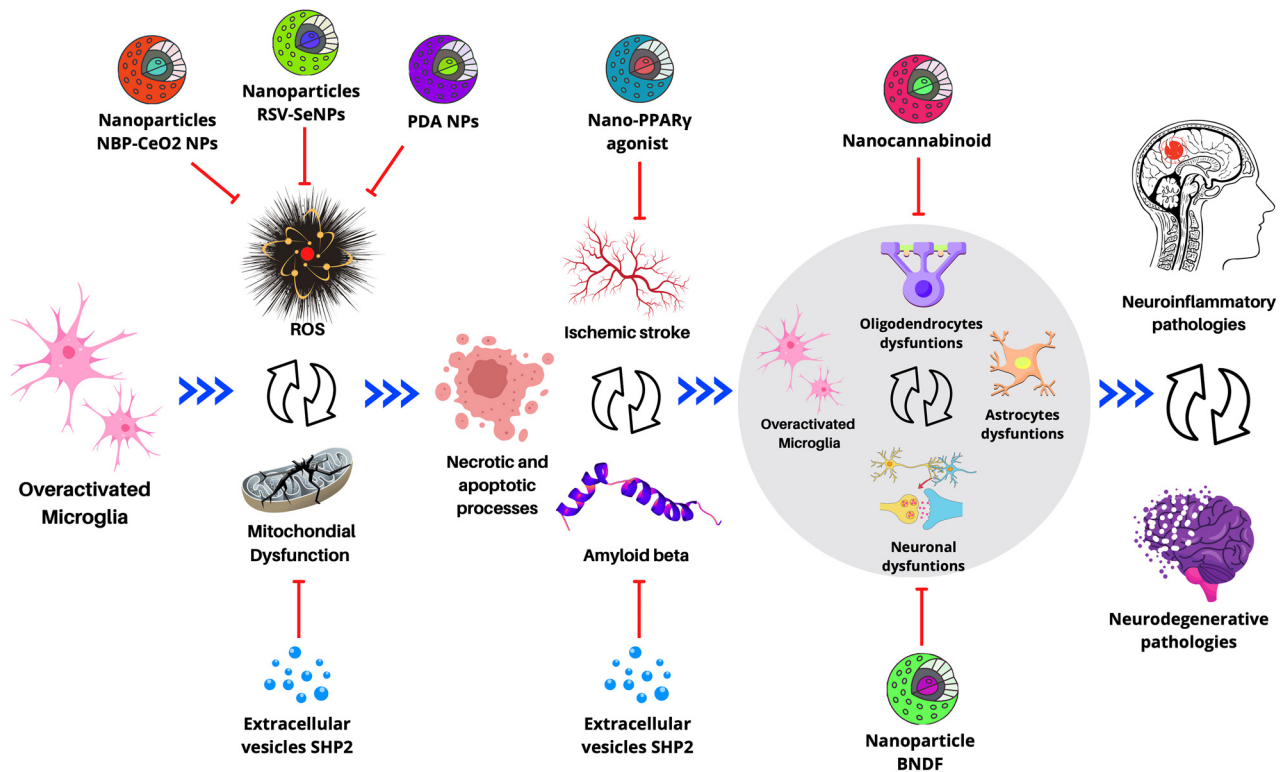 Nanoparticles
NBP-CeO2 NPs
Nanoparticles
RSV-SeNPs
PDA NPs
Nano-PPARγ
agonist
Nanocannabinoid
ROS
Ischemic stroke
Oligodendrocytes
dysfuntions
Neuroinflammatory
pathologies
Overactivated
Microglia
Astrocytes
dysfuntions
Overactivated
Microglia
Necrotic and
apoptotic
processes
Mitochondial
Dysfunction
Amyloid beta
Neuronal
dysfuntions
Neurodegenerative
pathologies
Extracellular
vesicles SHP2
Extracellular
vesicles SHP2
Nanoparticle
BNDF